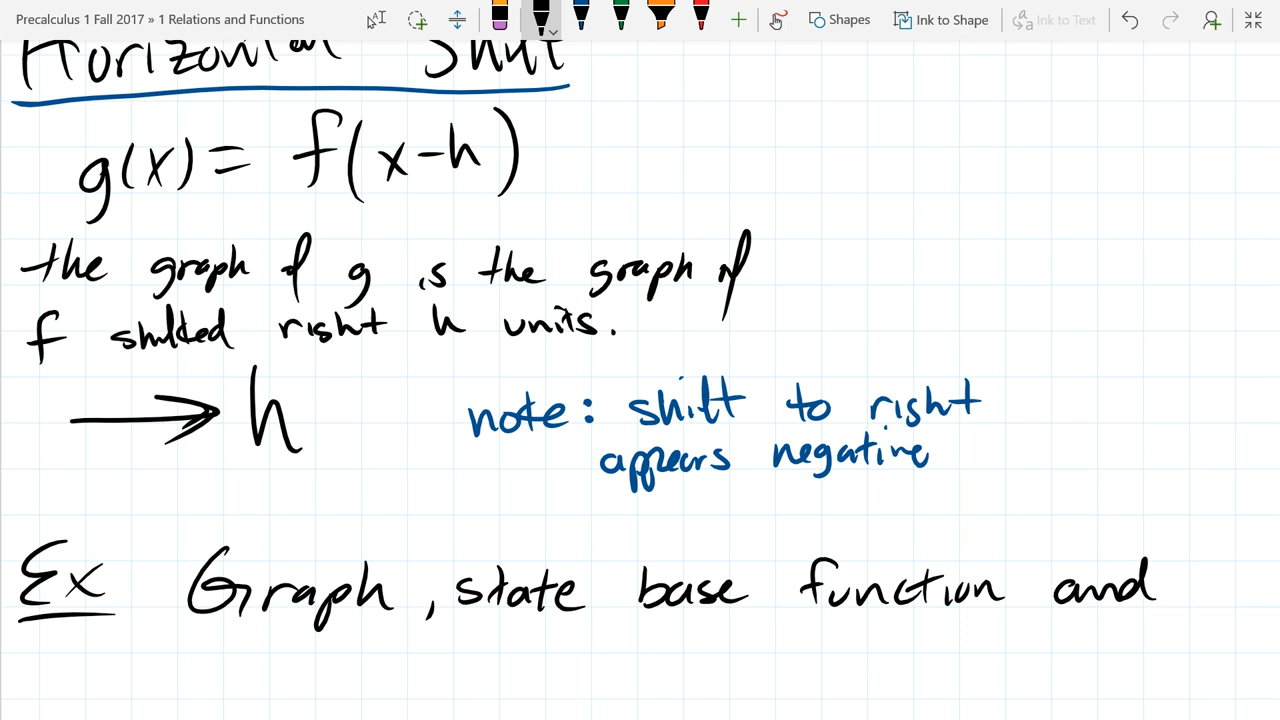 Precalculus 1 Fall 2017 » 1 Relations and Functions
Shapes
Ink to Shape
Ink to Text
Horizontal Shift
g(x) = f(x-h)
the graph of g is the graph of
f shifted right h units.
h
note: shift to right
appears negative
Ex Graph, state base function and